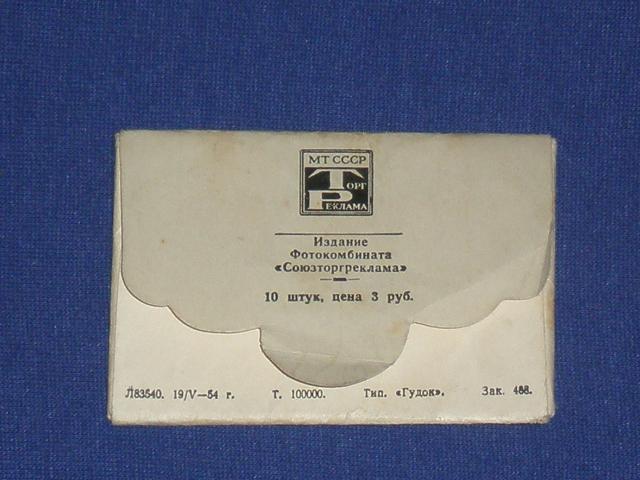 МТ СССР
ТОРГ
РЕКЛАМА
Издание
Фотокомбината
«Союзторгреклама»
10 штук, цена 3 руб.
Л83540. 19/V—54 г. Т. 100000. Тип. «Гудок». Зак. 488.